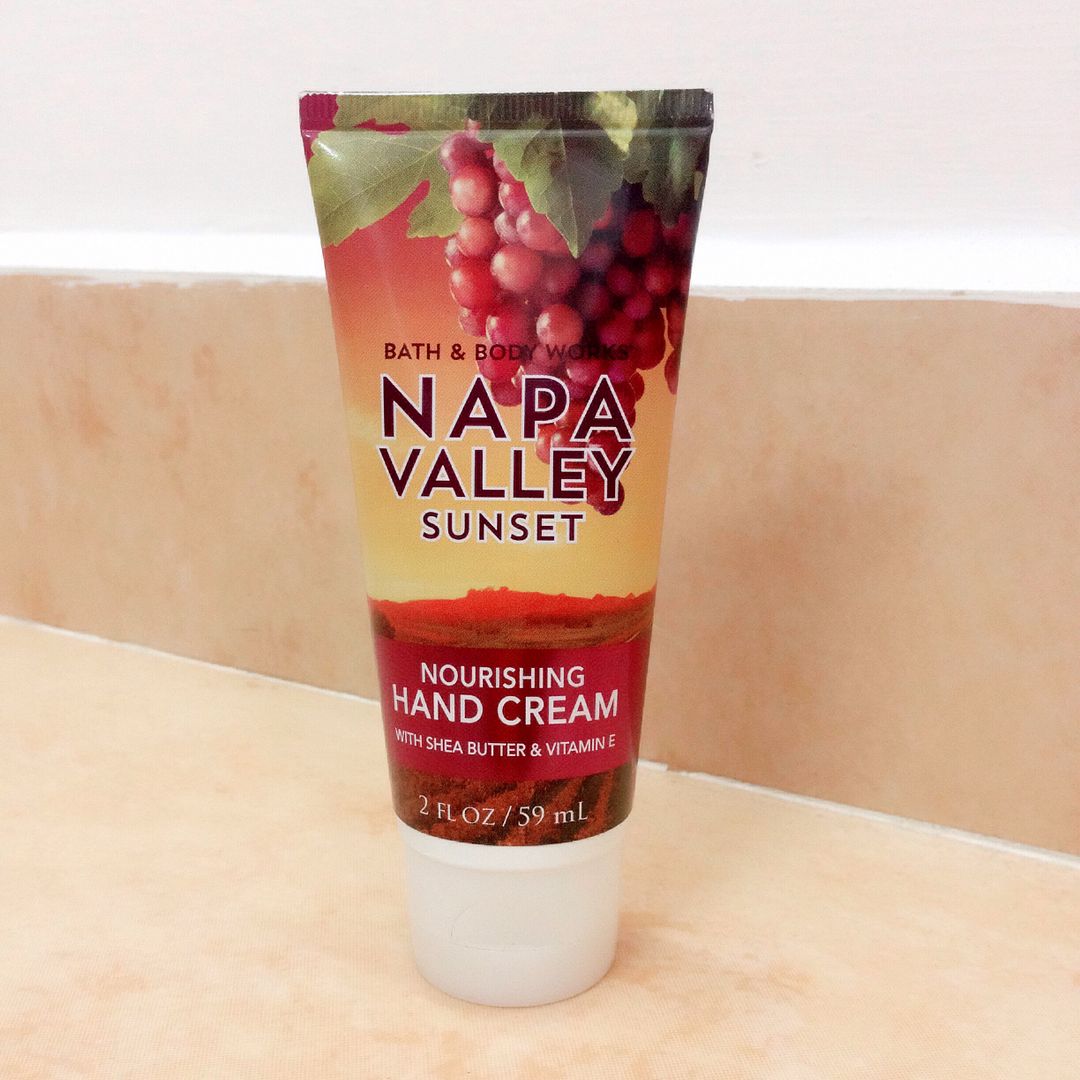 BATH & BODY WORKS
NAPA
VALLEY
SUNSET
NOURISHING
HAND CREAM
WITH SHEA BUTTER & VITAMIN E
2 FL OZ / 59 mL